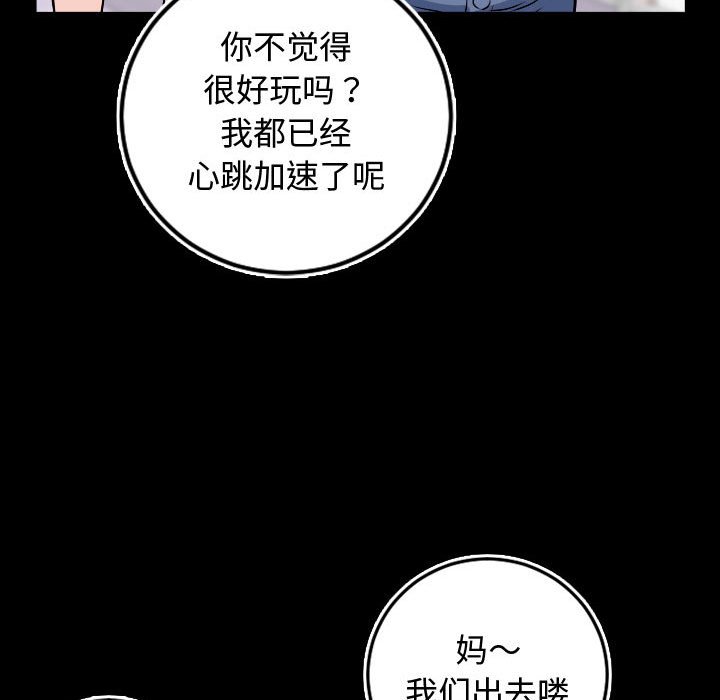 你不觉得
很好玩吗？
我都已经
心跳加速了呢
妈～
我们出去喽